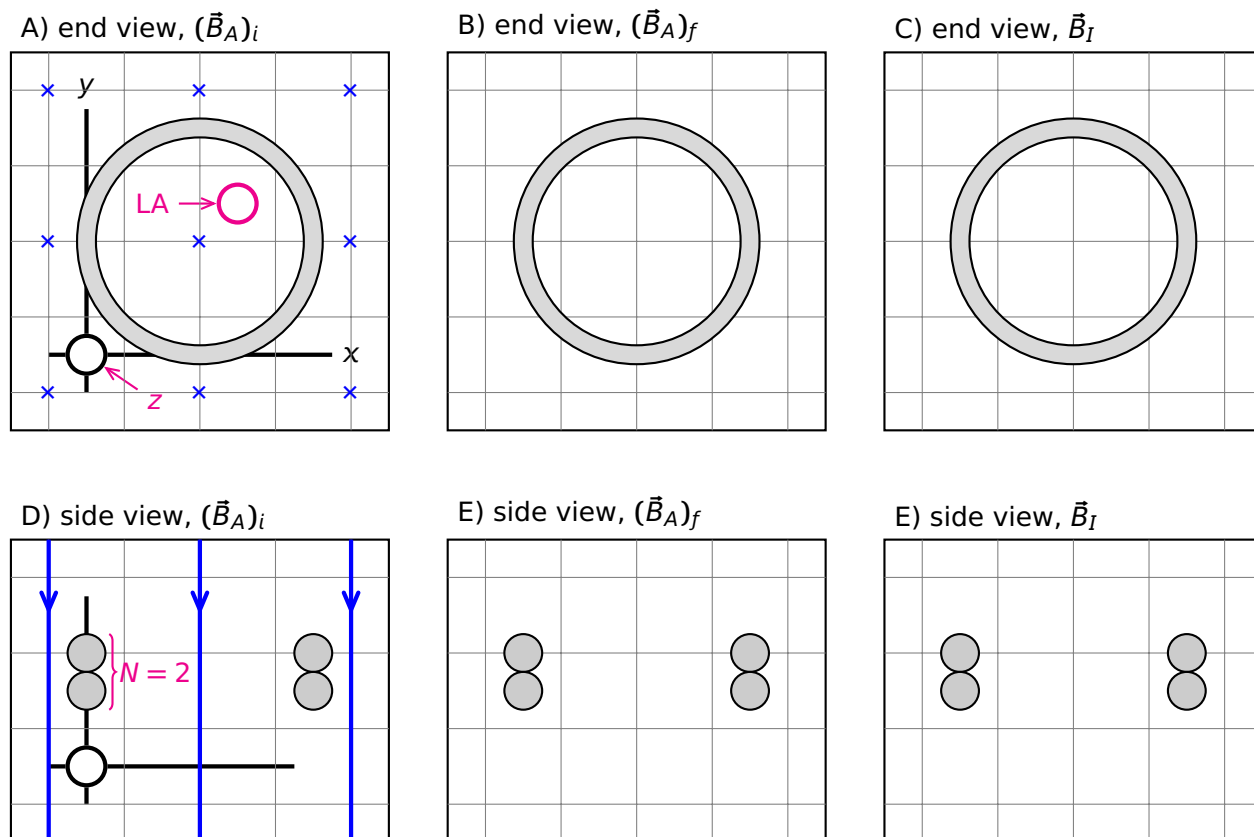 A) end view, (B⃗_A)_i
B) end view, (B⃗_A)_f
C) end view, B⃗_I
y
LA
x
z
D) side view, (B⃗_A)_i
E) side view, (B⃗_A)_f
E) side view, B⃗_I
N = 2